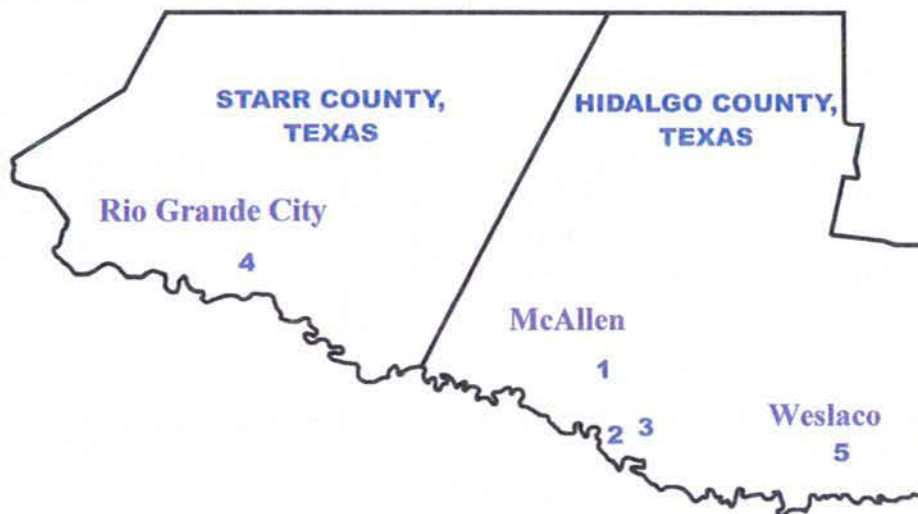 STARR COUNTY,
TEXAS
HIDALGO COUNTY,
TEXAS
Rio Grande City
4
McAllen
1
2
3
Weslaco
5